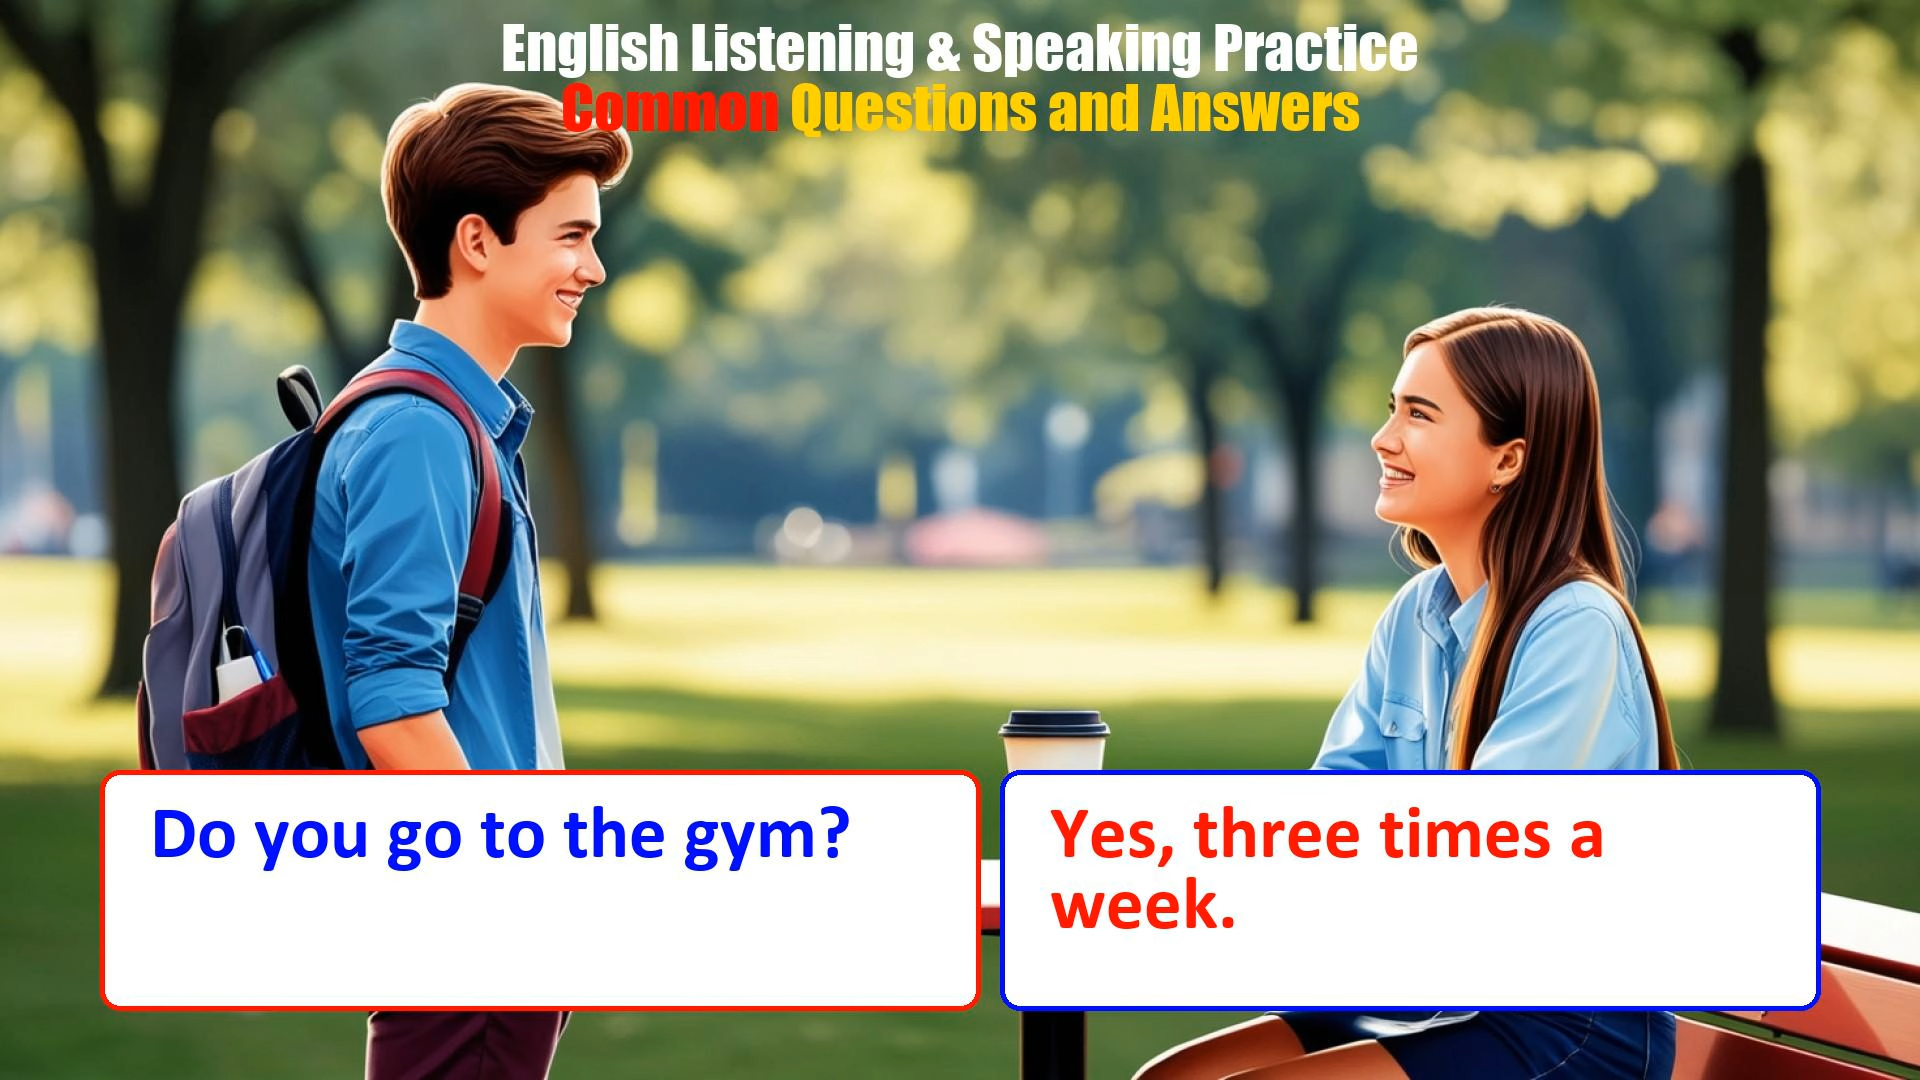 English Listening & Speaking Practice
Common Questions and Answers
Do you go to the gym?
Yes, three times a
week.